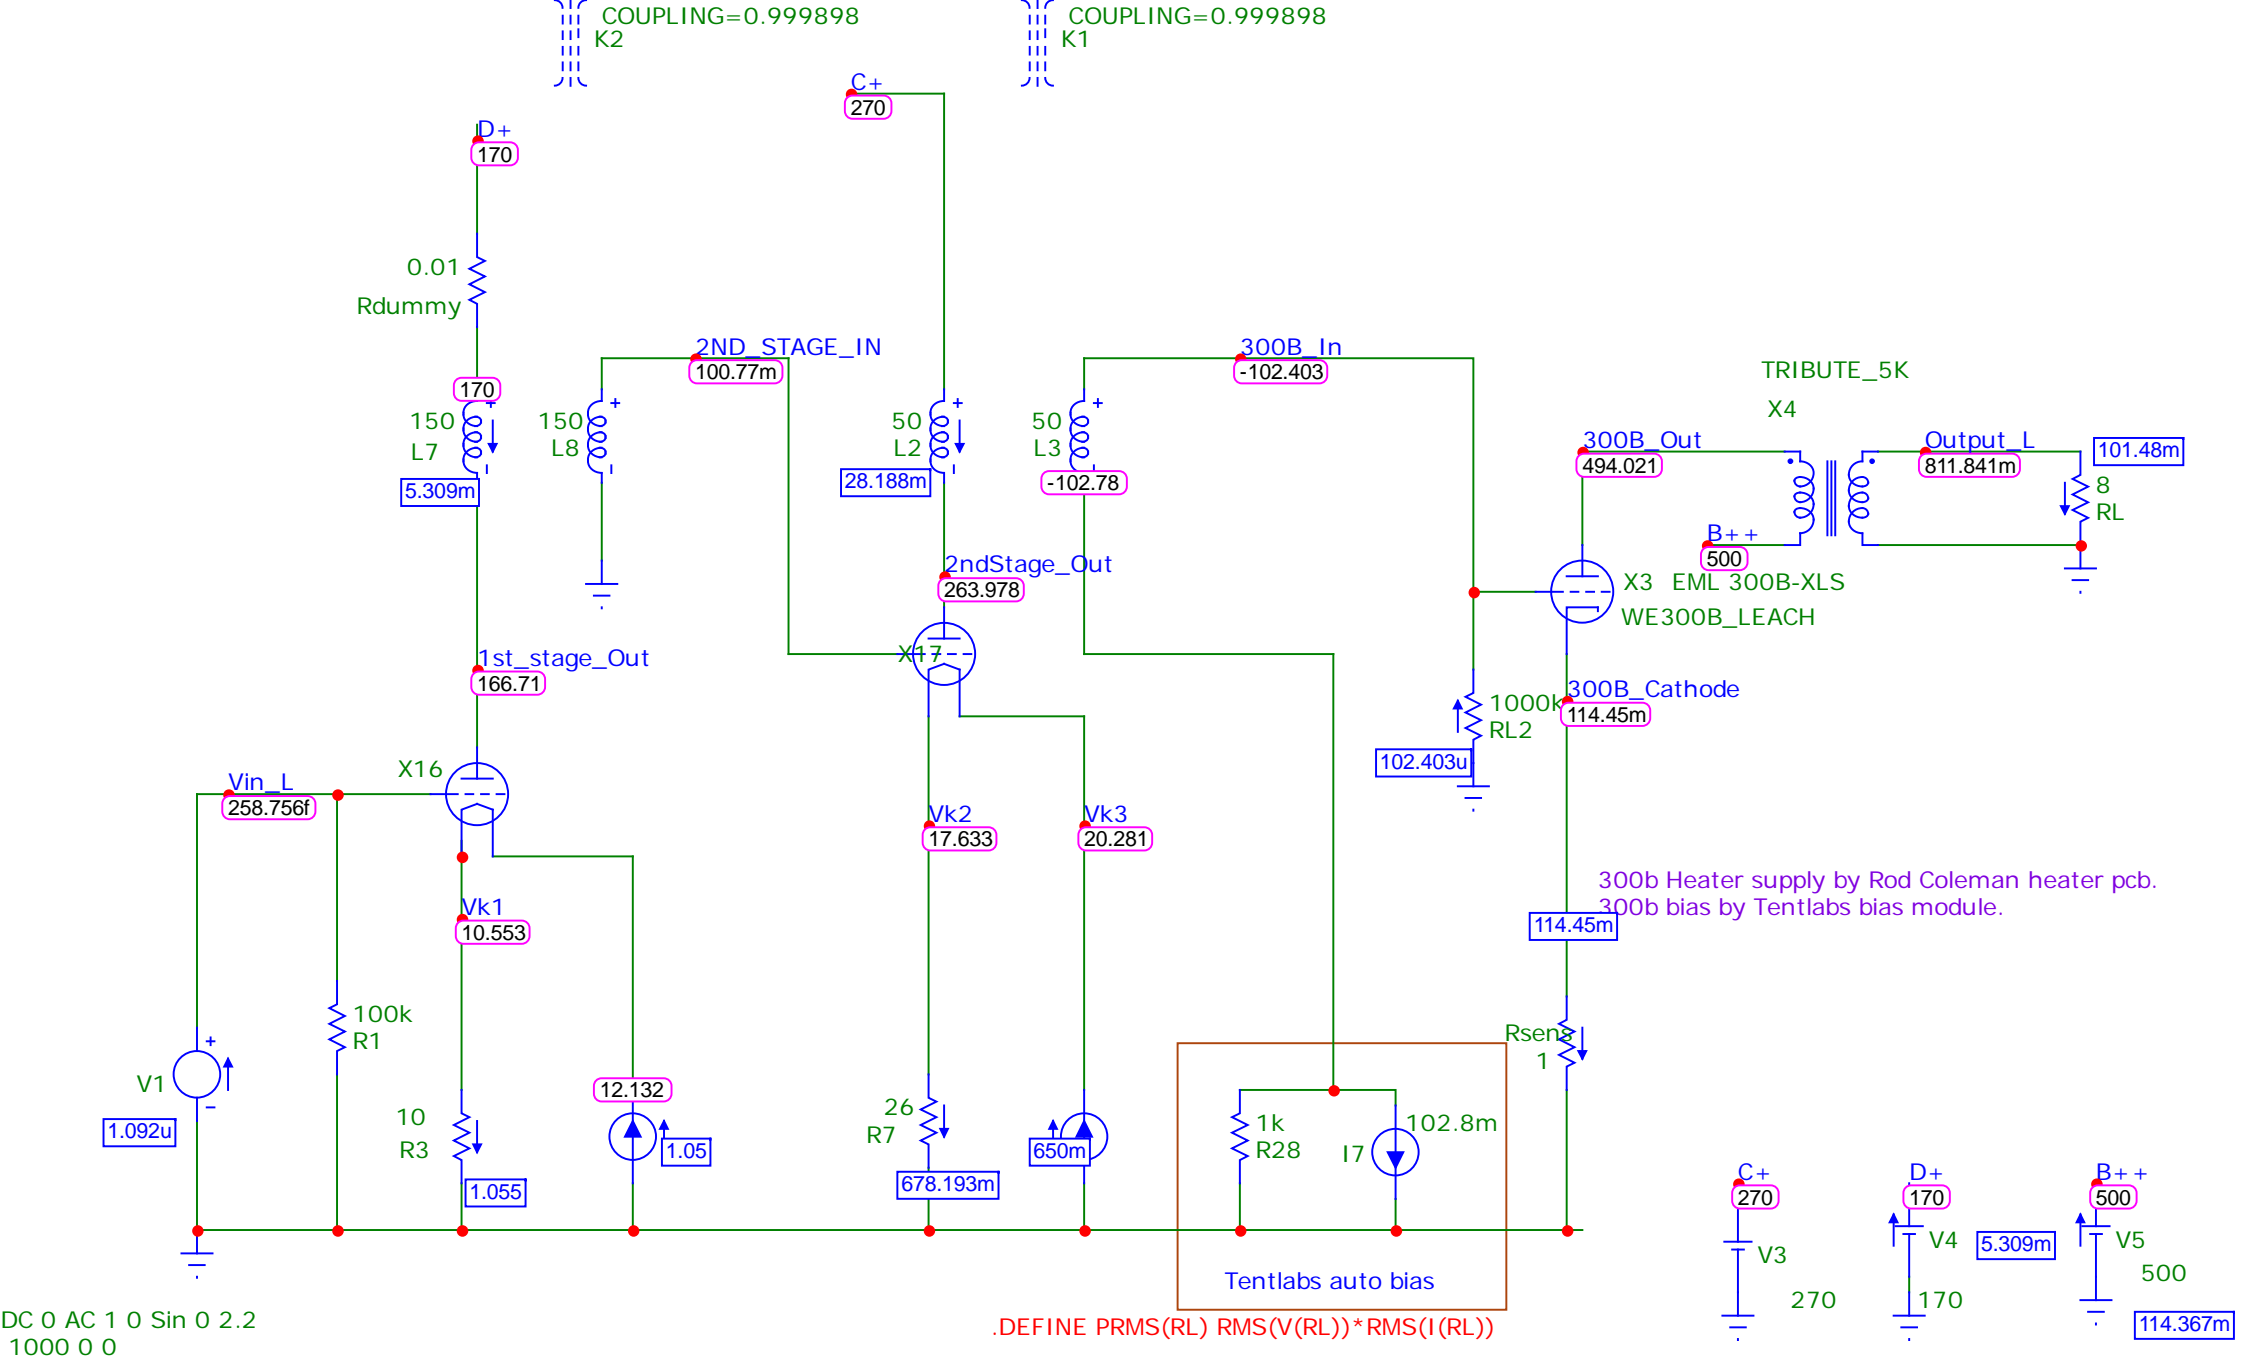 COUPLING=0.999898
K2
COUPLING=0.999898
K1
C+
270
D+
170
0.01
Rdummy
170
+
150
L7
-
5.309m
+
150
L8
-
2ND_STAGE_IN
100.77m
+
50
L2
-
28.188m
+
50
L3
-
-102.78
300B_In
-102.403
TRIBUTE_5K
X4
300B_Out
494.021
Output_L
811.841m
101.48m
8
RL
B++
500
X3 EML 300B-XLS
WE300B_LEACH
2ndStage_Out
263.978
X17
1st_stage_Out
166.71
X16
Vin_L
258.756f
1000k
RL2
102.403u
300B_Cathode
114.45m
Vk2
17.633
Vk3
20.281
Vk1
10.553
300b Heater supply by Rod Coleman heater pcb.
300b bias by Tentlabs bias module.
114.45m
100k
R1
+
V1
-
1.092u
10
R3
1.055
12.132
1.05
26
R7
678.193m
650m
1k
R28
102.8m
I7
Rsens
1
Tentlabs auto bias
C+
270
V3
270
D+
170
V4
5.309m
170
B++
500
V5
500
114.367m
DC 0 AC 1 0 Sin 0 2.2
1000 0 0
.DEFINE PRMS(RL) RMS(V(RL))*RMS(I(RL))